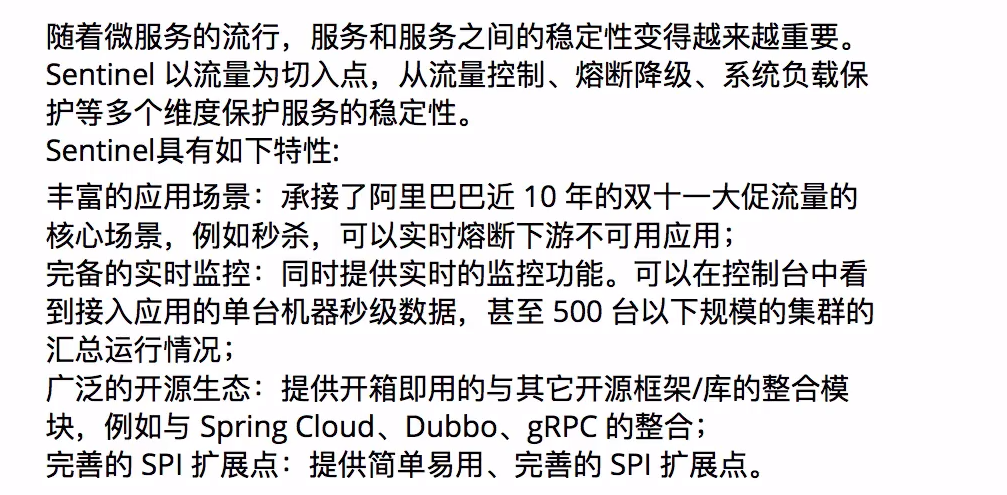 随着微服务的流行，服务和服务之间的稳定性变得越来越重要。
Sentinel 以流量为切入点，从流量控制、熔断降级、系统负载保
护等多个维度保护服务的稳定性。
Sentinel具有如下特性:
丰富的应用场景：承接了阿里巴巴近 10 年的双十一大促流量的
核心场景，例如秒杀，可以实时熔断下游不可用应用；
完备的实时监控：同时提供实时的监控功能。可以在控制台中看
到接入应用的单台机器秒级数据，甚至 500 台以下规模的集群的
汇总运行情况；
广泛的开源生态：提供开箱即用的与其它开源框架/库的整合模
块，例如与 Spring Cloud、Dubbo、gRPC 的整合；
完善的 SPI 扩展点：提供简单易用、完善的 SPI 扩展点。